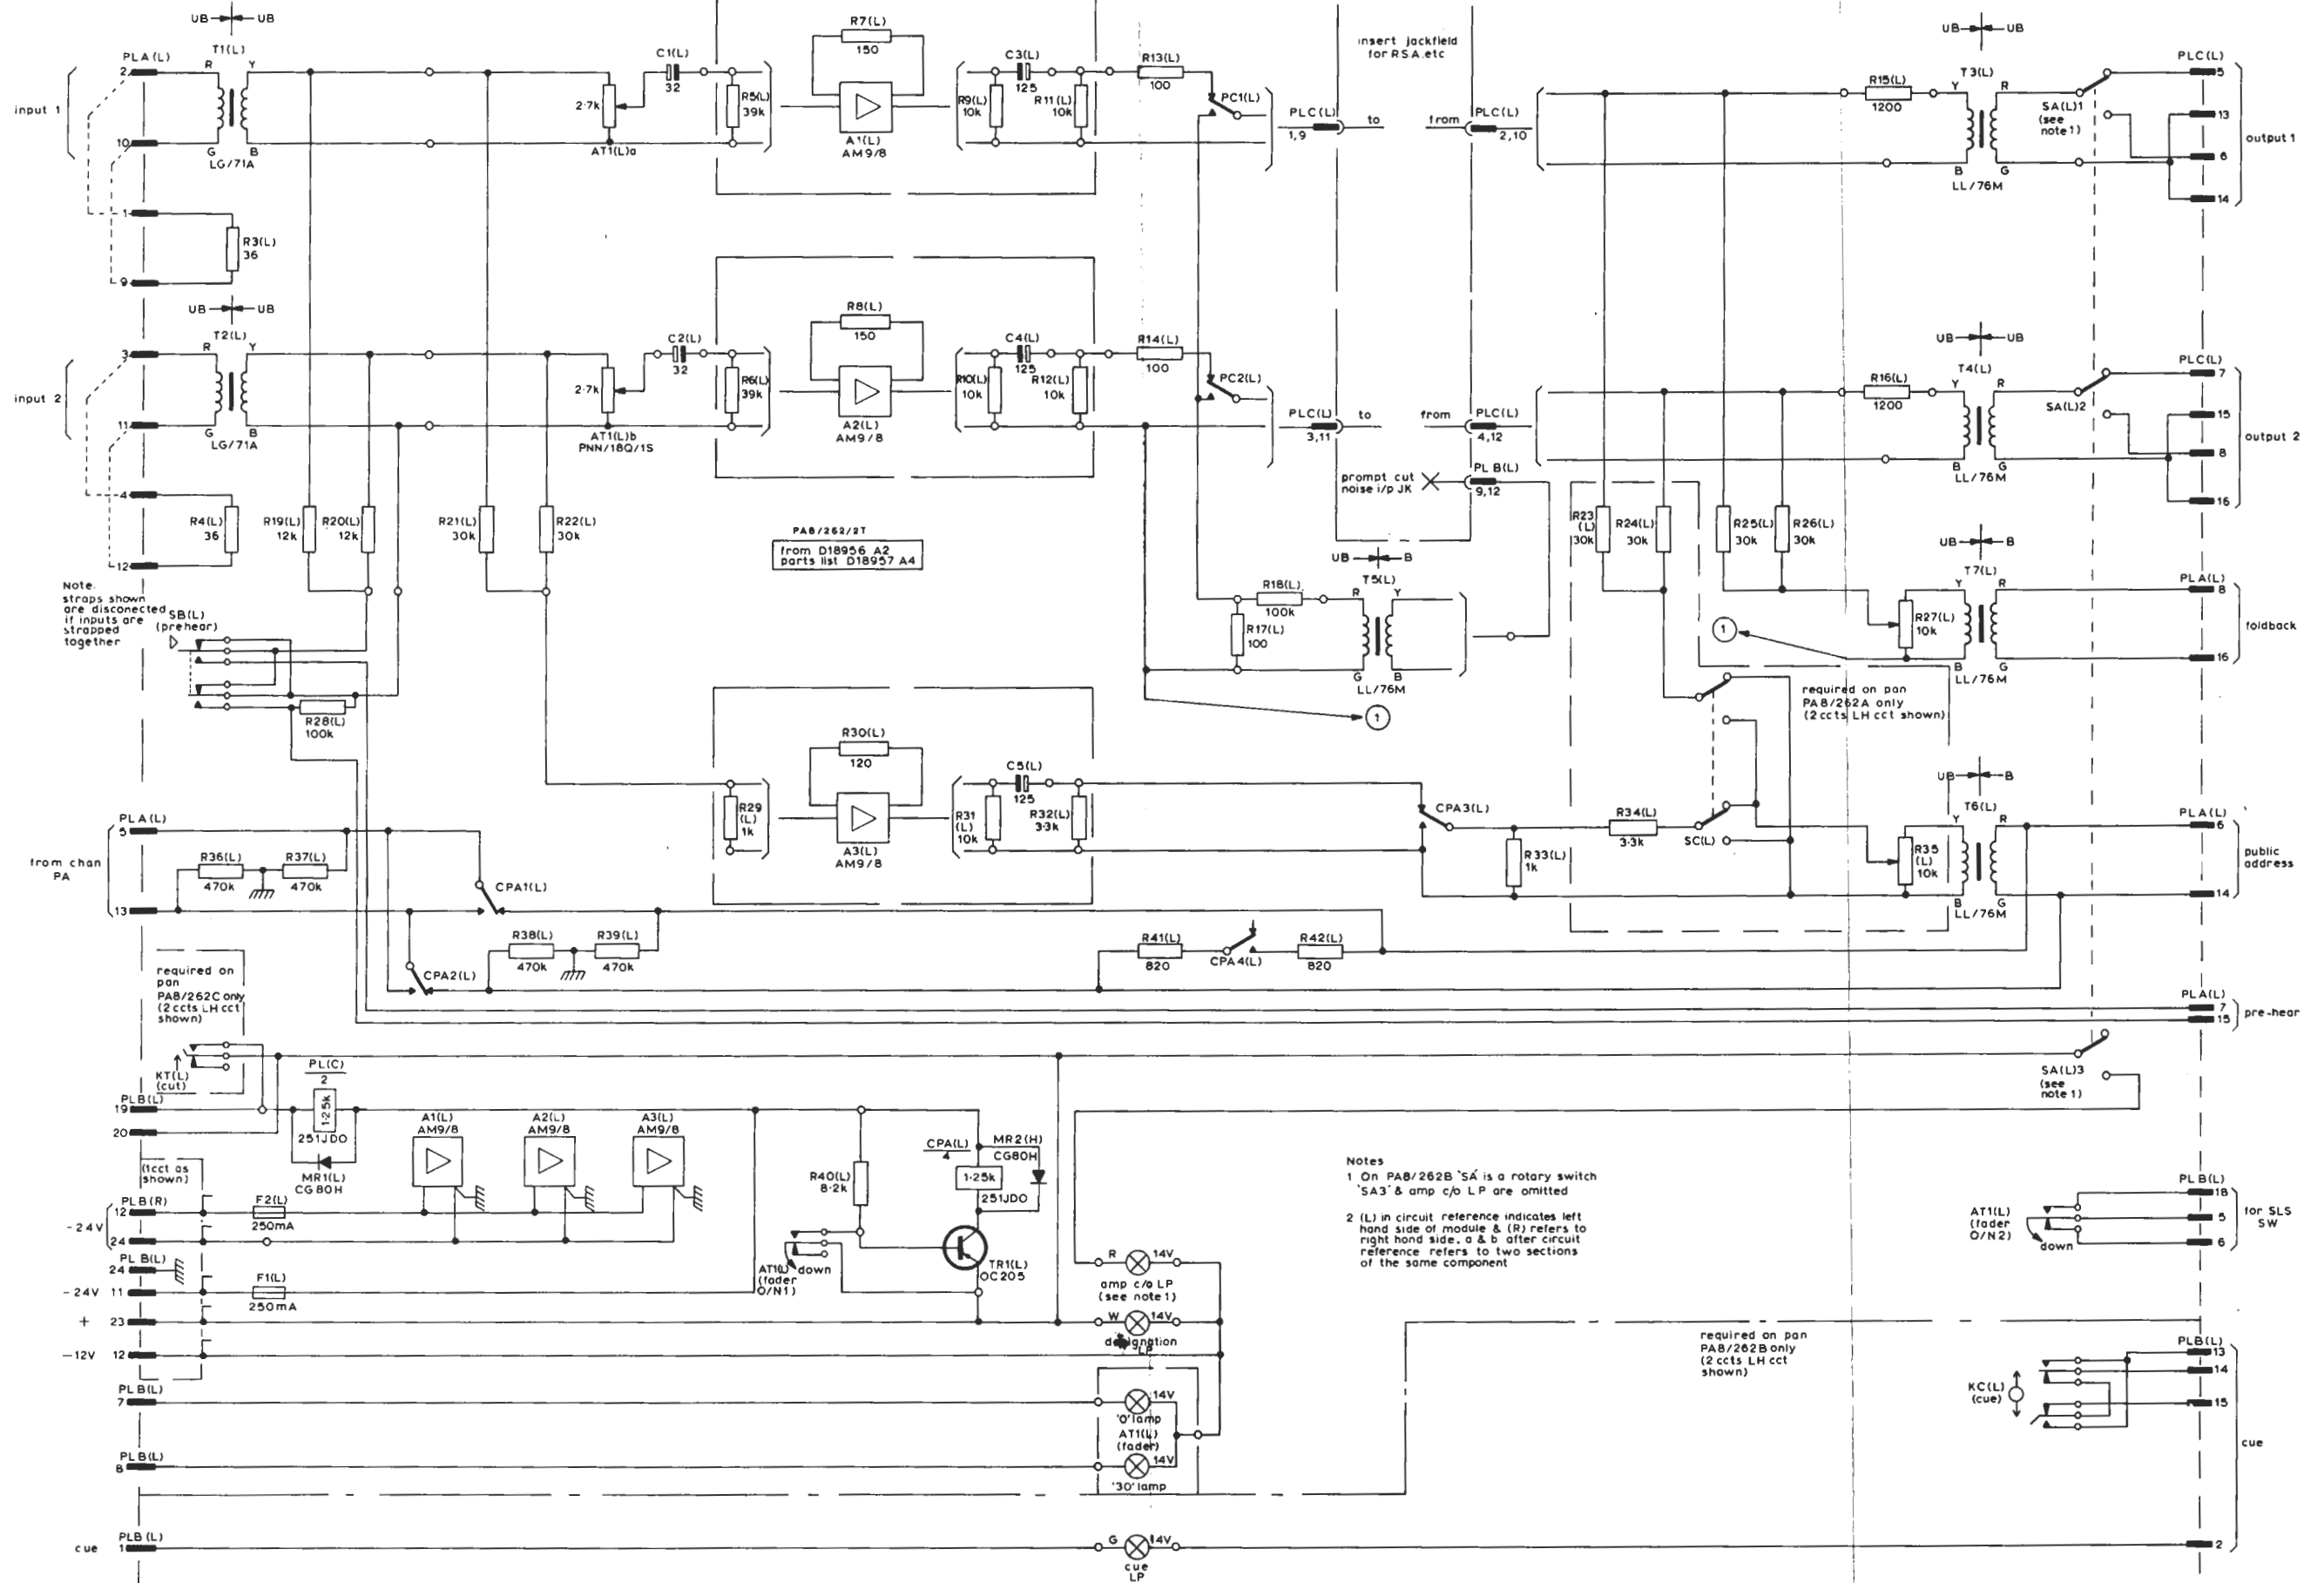 UB UB
PLA(L)
T1(L)
R Y
2
input 1
10
G B
LG/71A
1
R3(L)
36
9
UB UB
T2(L)
R Y
3
input 2
11
G B
LG/71A
4
R4(L)
36
12
R19(L)
12k
R20(L)
12k
R21(L)
30k
R22(L)
30k
2·7k
AT1(L)a
C1(L)
32
R5(L)
39k
R7(L)
150
A1(L)
AM9/8
C3(L)
125
R9(L)
10k
R11(L)
10k
R13(L)
100
PC1(L)
2·7k
AT1(L)b
PNN/18Q/1S
C2(L)
32
R6(L)
39k
R8(L)
150
A2(L)
AM9/8
C4(L)
125
R10(L)
10k
R12(L)
10k
R14(L)
100
PC2(L)
insert jackfield
for RSA.etc
PLC(L)
1,9
to
from
PLC(L)
2,10
PLC(L)
3,11
to
from
PLC(L)
4,12
prompt cut
noise i/p JK
PLB(L)
9,12
PA8/262/2T
from D18956 A2
parts list D18957 A4
UB B
T5(L)
R Y
R18(L)
100k
R17(L)
100
G B
LL/76M
1
UB UB
T3(L)
R15(L)
1200
Y R
B G
LL/76M
SA(L)1
(see
note1)
PLC(L)
5
13
6
14
output 1
UB UB
T4(L)
R16(L)
1200
Y R
B G
LL/76M
SA(L)2
PLC(L)
7
15
8
16
output 2
R23
(L)
30k
R24(L)
30k
R25(L)
30k
R26(L)
30k
UB B
T7(L)
Y R
R27(L)
10k
B G
LL/76M
PLA(L)
8
foldback
16
1
required on pan
PA8/262A only
(2ccts LH cct shown)
Note.
straps shown
are disconected
if inputs are
strapped
together
SB(L)
(prehear)
R28(L)
100k
R29
(L)
1k
R30(L)
120
A3(L)
AM9/8
C5(L)
125
R31
(L)
10k
R32(L)
3·3k
CPA3(L)
R33(L)
1k
R34(L)
3·3k
SC(L)
UB B
T6(L)
Y R
R35
(L)
10k
B G
LL/76M
PLA(L)
6
public
address
14
PLA(L)
5
from chan
PA
13
R36(L)
470k
R37(L)
470k
CPA1(L)
R38(L)
470k
R39(L)
470k
CPA2(L)
R41(L)
820
CPA4(L)
R42(L)
820
PLA(L)
7
15
pre-hear
required on
pan
PA8/262C only
(2ccts LH cct
shown)
KT(L)
(cut)
PL(C)
2
1·25k
251JDO
MR1(L)
CG80H
PLB(L)
19
20
A1(L)
AM9/8
A2(L)
AM9/8
A3(L)
AM9/8
R40(L)
8·2k
CPA(L)
4
1·25k
251JDO
MR2(H)
CG80H
TR1(L)
OC205
AT1(L)
(fader
O/N1)
down
SA(L)3
(see
note1)
(1cct as
shown)
PLB(R)
12
-24V
24
F2(L)
250mA
PLB(L)
24
-24V 11
F1(L)
250mA
+ 23
-12V 12
PLB(L)
7
PLB(L)
8
R 14V
amp c/o LP
(see note1)
W 14V
designation
LP
14V
'0' lamp
AT1(L)
(fader)
14V
'30' lamp
Notes
1 On PA8/262B 'SA' is a rotary switch
'SA3' & amp c/o LP are omitted
2 (L) in circuit reference indicates left
hand side of module & (R) refers to
right hand side. a & b after circuit
reference refers to two sections
of the same component
AT1(L)
(fader
O/N2)
down
PLB(L)
18
5
6
for SLS
SW
required on pan
PA8/262B only
(2ccts LH cct
shown)
KC(L)
(cue)
PLB(L)
13
14
15
cue
PLB(L)
cue 1
G 14V
cue
LP
2